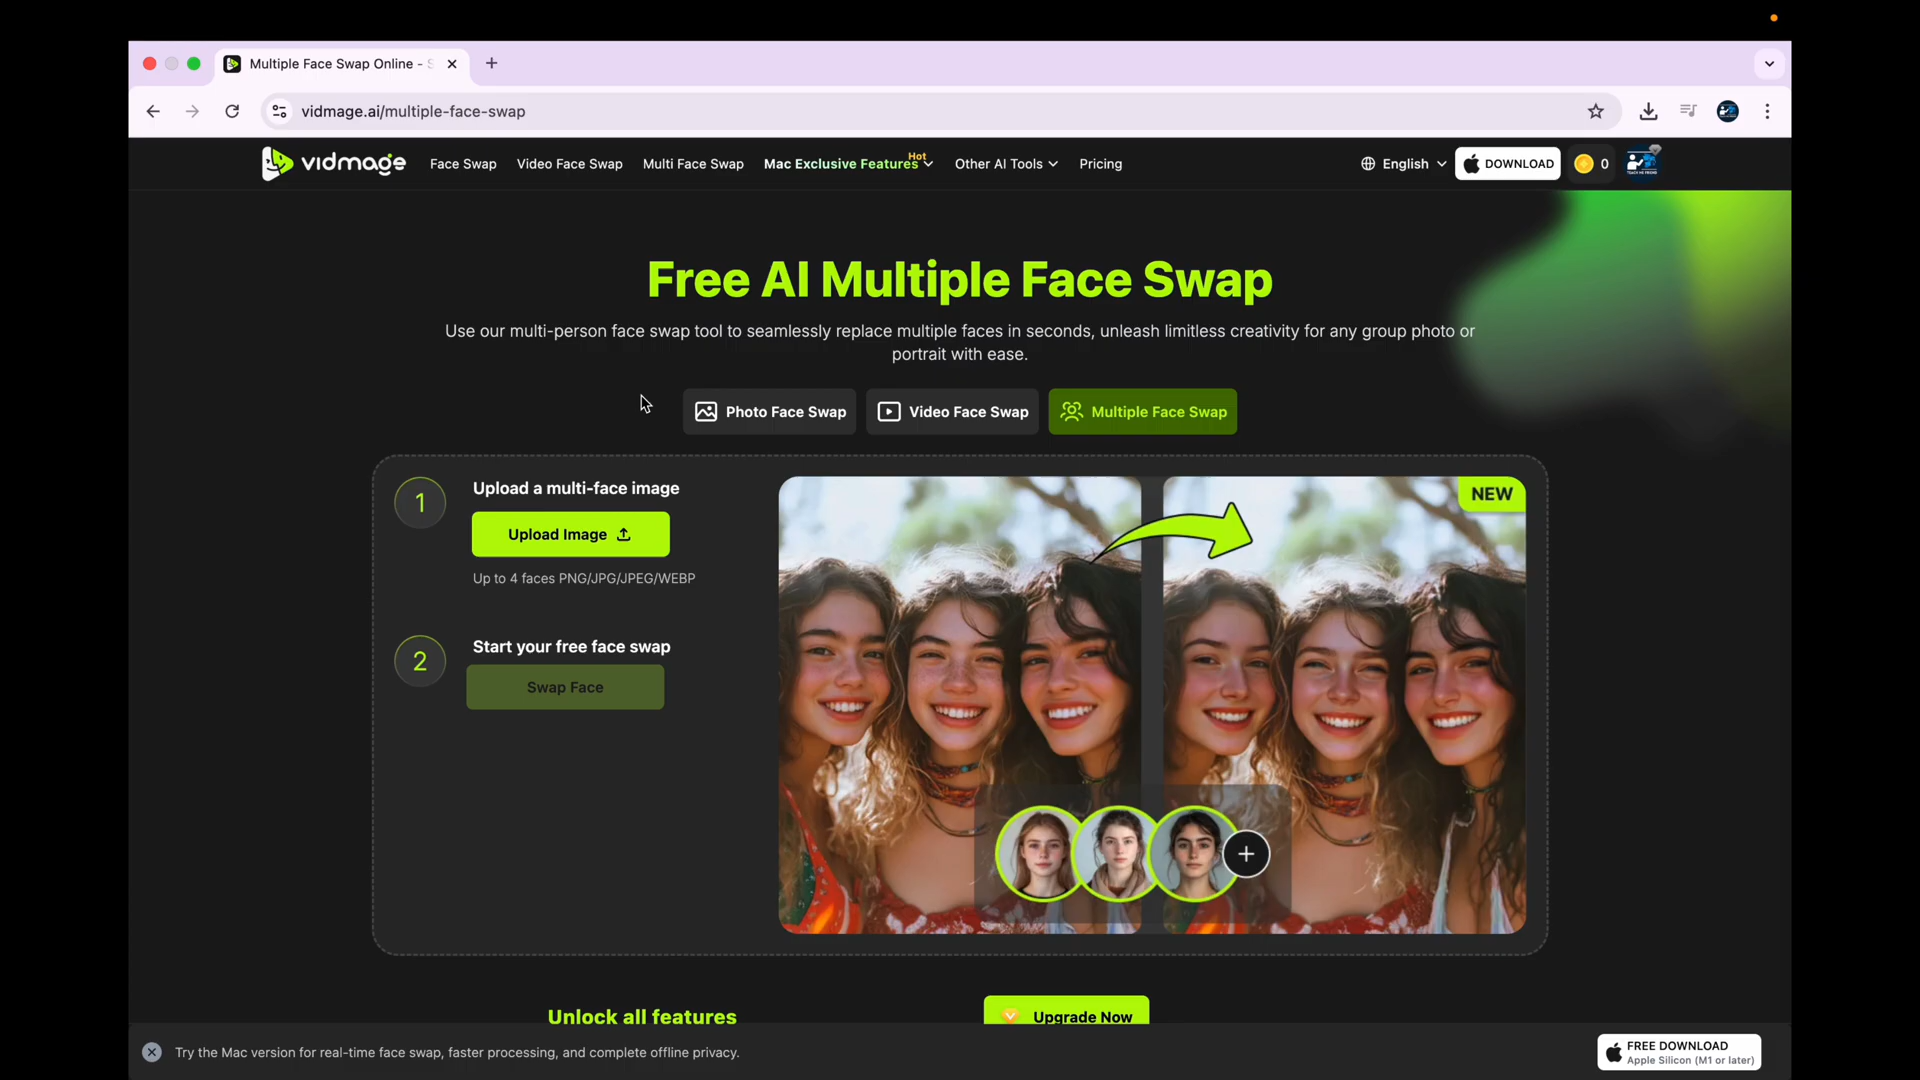 Multiple Face Swap Online - S
vidmage.ai/multiple-face-swap
vidmage
Face Swap
Video Face Swap
Multi Face Swap
Mac Exclusive Features
Hot
Other AI Tools
Pricing
English
DOWNLOAD
0
TEACH ME FRIEND
Free AI Multiple Face Swap
Use our multi-person face swap tool to seamlessly replace multiple faces in seconds, unleash limitless creativity for any group photo or
portrait with ease.
Photo Face Swap
Video Face Swap
Multiple Face Swap
1
Upload a multi-face image
Upload Image
Up to 4 faces PNG/JPG/JPEG/WEBP
2
Start your free face swap
Swap Face
NEW
Unlock all features
Upgrade Now
Try the Mac version for real-time face swap, faster processing, and complete offline privacy.
FREE DOWNLOAD
Apple Silicon (M1 or later)